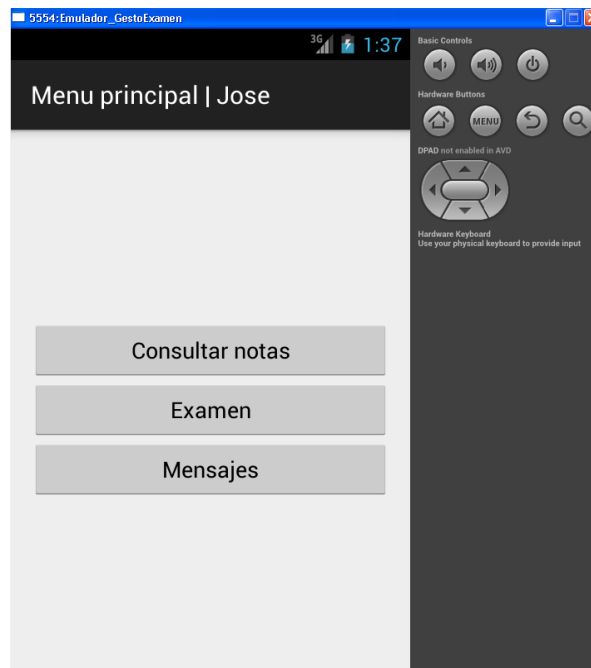 5554:Emulador_GestoExamen
3G 1:37
Menu principal | Jose
Consultar notas
Examen
Mensajes
Basic Controls
Hardware Buttons
MENU
DPAD not enabled in AVD
Hardware Keyboard
Use your physical keyboard to provide input